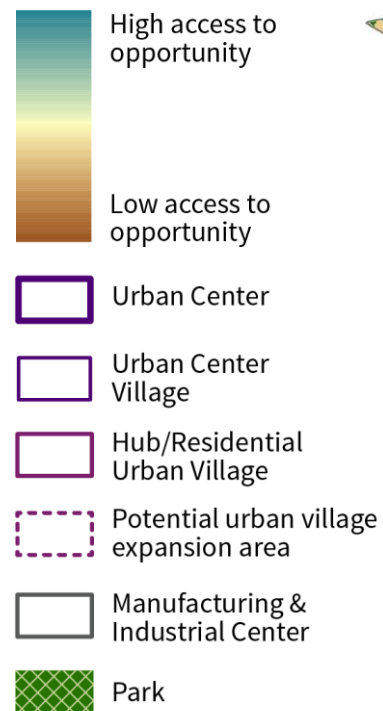 High access to
opportunity
Low access to
opportunity
Urban Center
Urban Center
Village
Hub/Residential
Urban Village
Potential urban village
expansion area
Manufacturing &
Industrial Center
Park